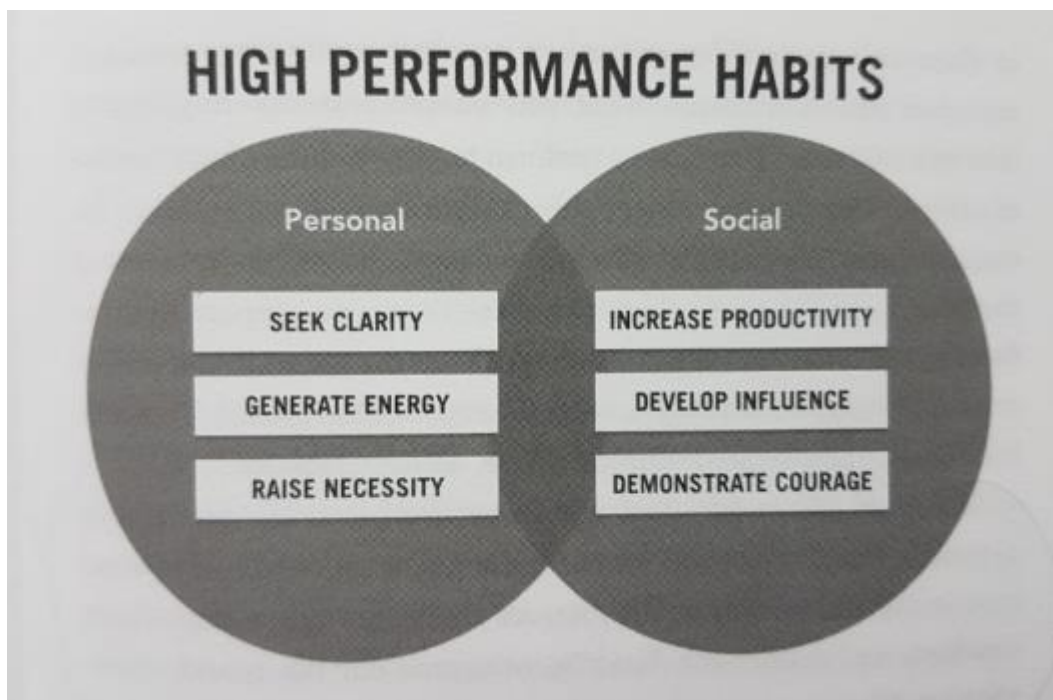 HIGH PERFORMANCE HABITS
Personal
SEEK CLARITY
GENERATE ENERGY
RAISE NECESSITY
Social
INCREASE PRODUCTIVITY
DEVELOP INFLUENCE
DEMONSTRATE COURAGE